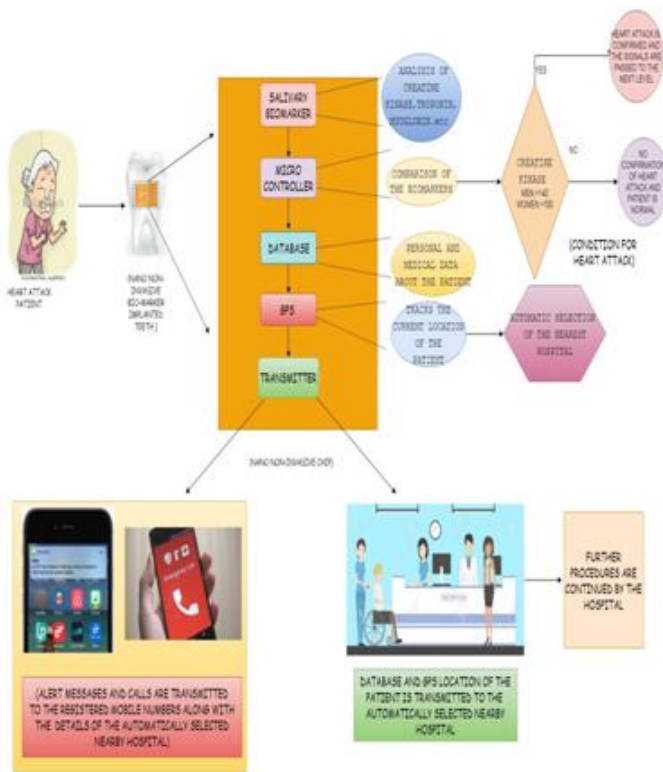 HEART ATTACK IS
CONFIRMED AND
THE SIGNALS ARE
PASSED TO THE
NEXT LEVEL
YES
SALIVARY
BIOMARKER
ANALYSIS OF
CREATINE
KINASE,TROPONIN,
MYOGLOBIN,etc
MICRO
CONTROLLER
COMPARISON OF
THE BIOMARKERS
CREATINE
KINASE
NO
NO
CONFIRMATION
OF HEART
ATTACK AND
PATIENT IS
NORMAL
(CONDITION FOR
HEART ATTACK)
DATABASE
PERSONAL AND
MEDICAL DATA
ABOUT THE PATIENT
HEART ATTACK
PATIENT
(NANO NON-
INVASIVE
BIO-MARKER
IMPLANTED
TEETH)
GPS
TRACKS THE
CURRENT LOCATION
OF THE
PATIENT
AUTOMATIC SELECTION
OF THE NEAREST
HOSPITAL
TRANSMITTER
(NANO NON-INVASIVE CHIP)
Emergency call
FURTHER
PROCEDURES ARE
CONTINUED BY THE
HOSPITAL
(ALERT MESSAGES AND CALLS ARE TRANSMITTED
TO THE REGISTERED MOBILE NUMBERS ALONG WITH
THE DETAILS OF THE AUTOMATICALLY SELECTED
NEARBY HOSPITAL)
DATABASE AND GPS LOCATION OF THE
PATIENT IS TRANSMITTED TO THE
AUTOMATICALLY SELECTED NEARBY
HOSPITAL